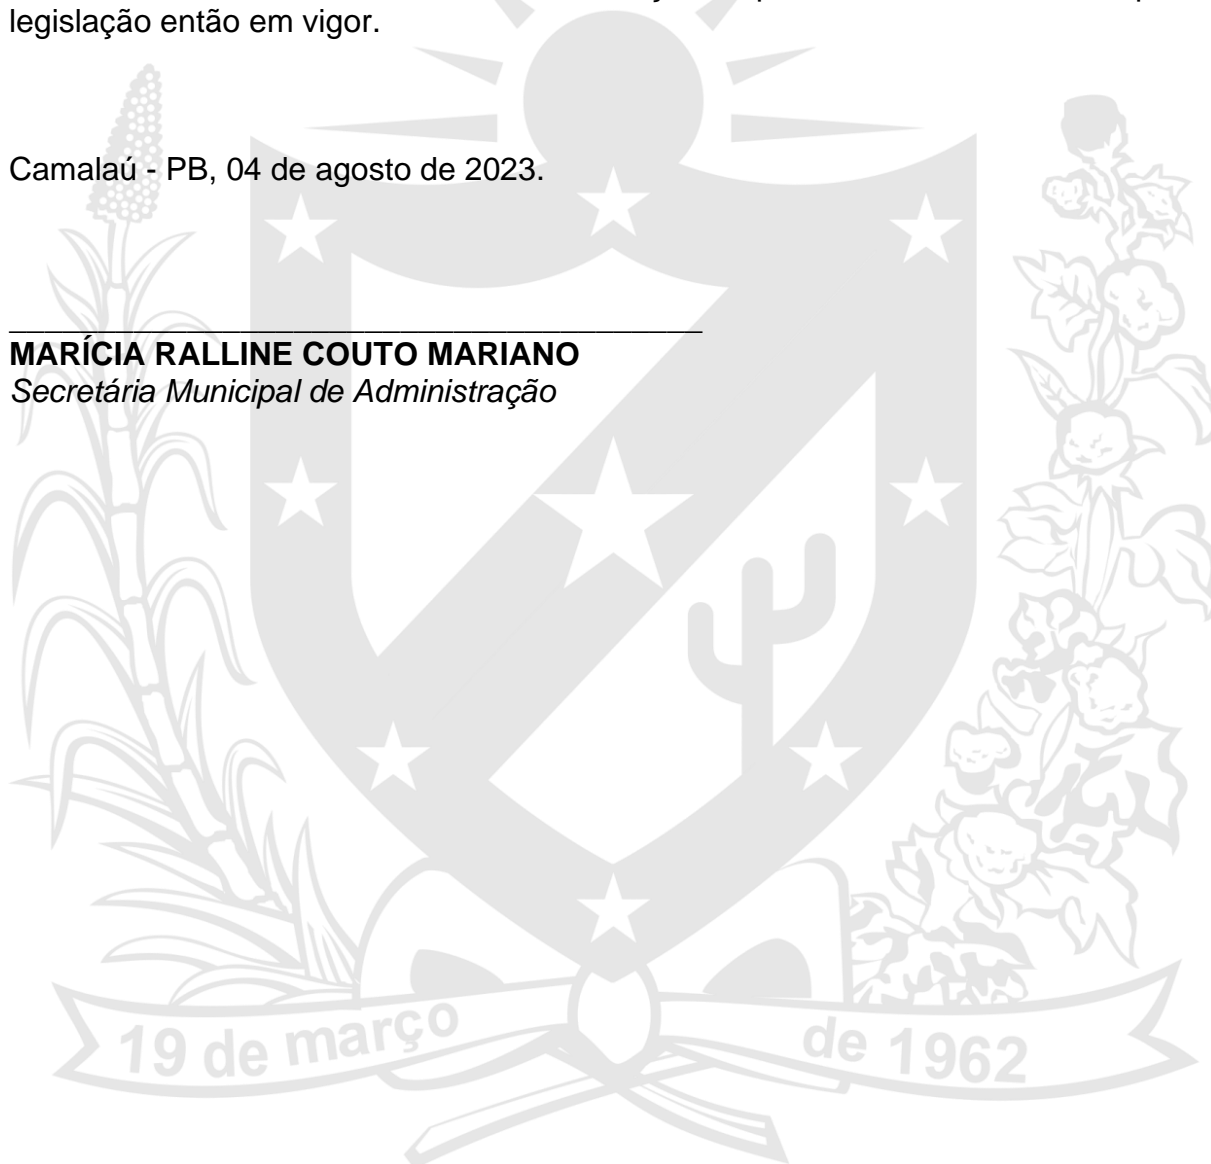 legislação então em vigor.
Camalaú - PB, 04 de agosto de 2023.
MARÍCIA RALLINE COUTO MARIANO
Secretária Municipal de Administração
19 de março de 1962